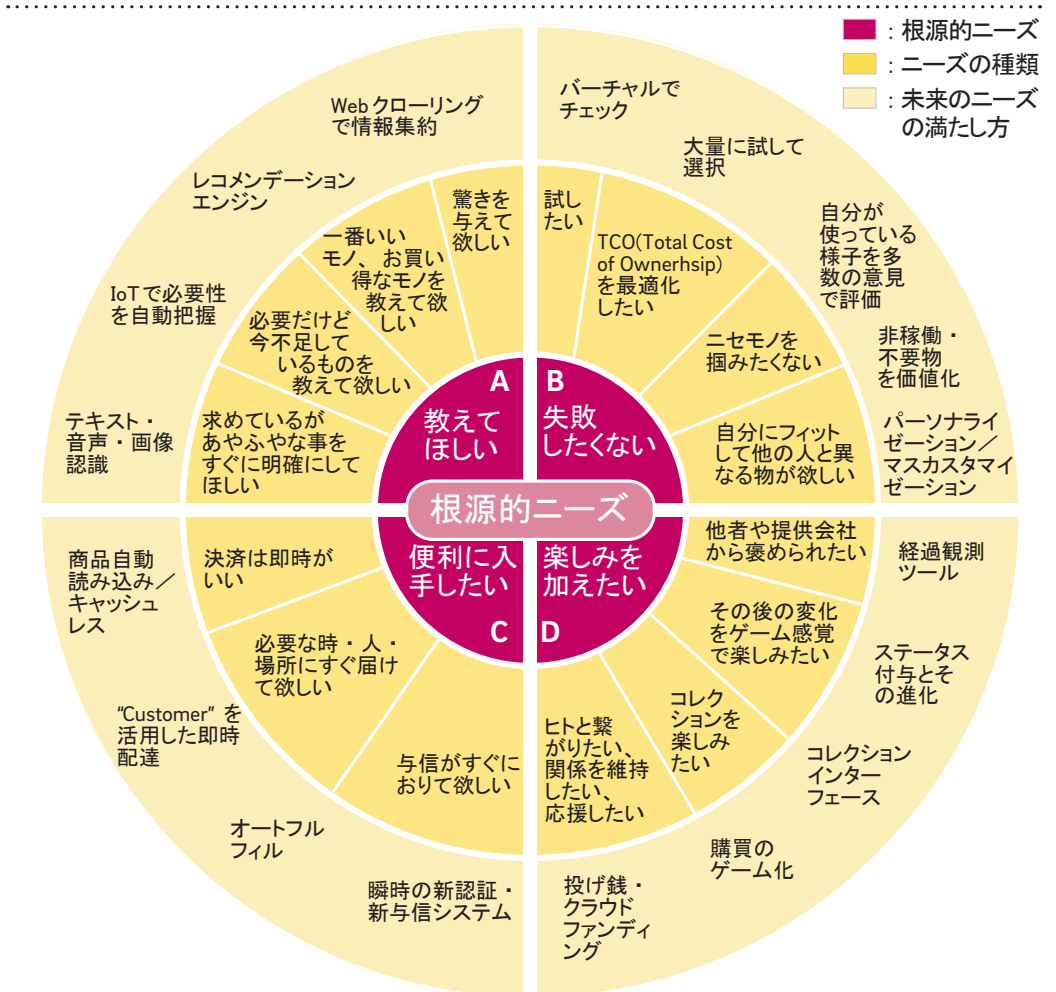 ：根源的ニーズ
：ニーズの種類
：未来のニーズ
の満たし方
Webクローリング
で情報集約
レコメンデーション
エンジン
IoTで必要性
を自動把握
テキスト・
音声・画像
認識
驚きを
与えて
欲しい
一番いい
モノ、お買い
得なモノを
教えて欲
しい
必要だけど
今不足して
いるものを
教えて欲しい
求めているが
あやふやな事を
すぐに明確にして
ほしい
A
教えて
ほしい
バーチャルで
チェック
大量に試して
選択
自分が
使っている
様子を多
数の意見
で評価
非稼働・
不要物
を価値化
パーソナライ
ゼーション／
マスカスタマイ
ゼーション
試し
たい
TCO(Total Cost
of Ownerhsip)
を最適化
したい
ニセモノを
掴みたくない
自分にフィット
して他の人と異
なる物が欲しい
B
失敗
したくない
根源的ニーズ
便利に入
手したい
C
決済は即時が
いい
必要な時・人・
場所にすぐ届け
て欲しい
与信がすぐに
おりて欲しい
商品自動
読み込み／
キャッシュ
レス
“Customer”を
活用した即時
配達
オートフル
フィル
瞬時の新認証・
新与信システム
楽しみを
加えたい
D
他者や提供会社
から褒められたい
その後の変化
をゲーム感覚
で楽しみたい
コレク
ションを
楽しみ
たい
ヒトと繋
がりたい、
関係を維持
したい、
応援したい
経過観測
ツール
ステータス
付与とそ
の進化
コレクション
インター
フェース
購買の
ゲーム化
投げ銭・
クラウド
ファンディ
ング